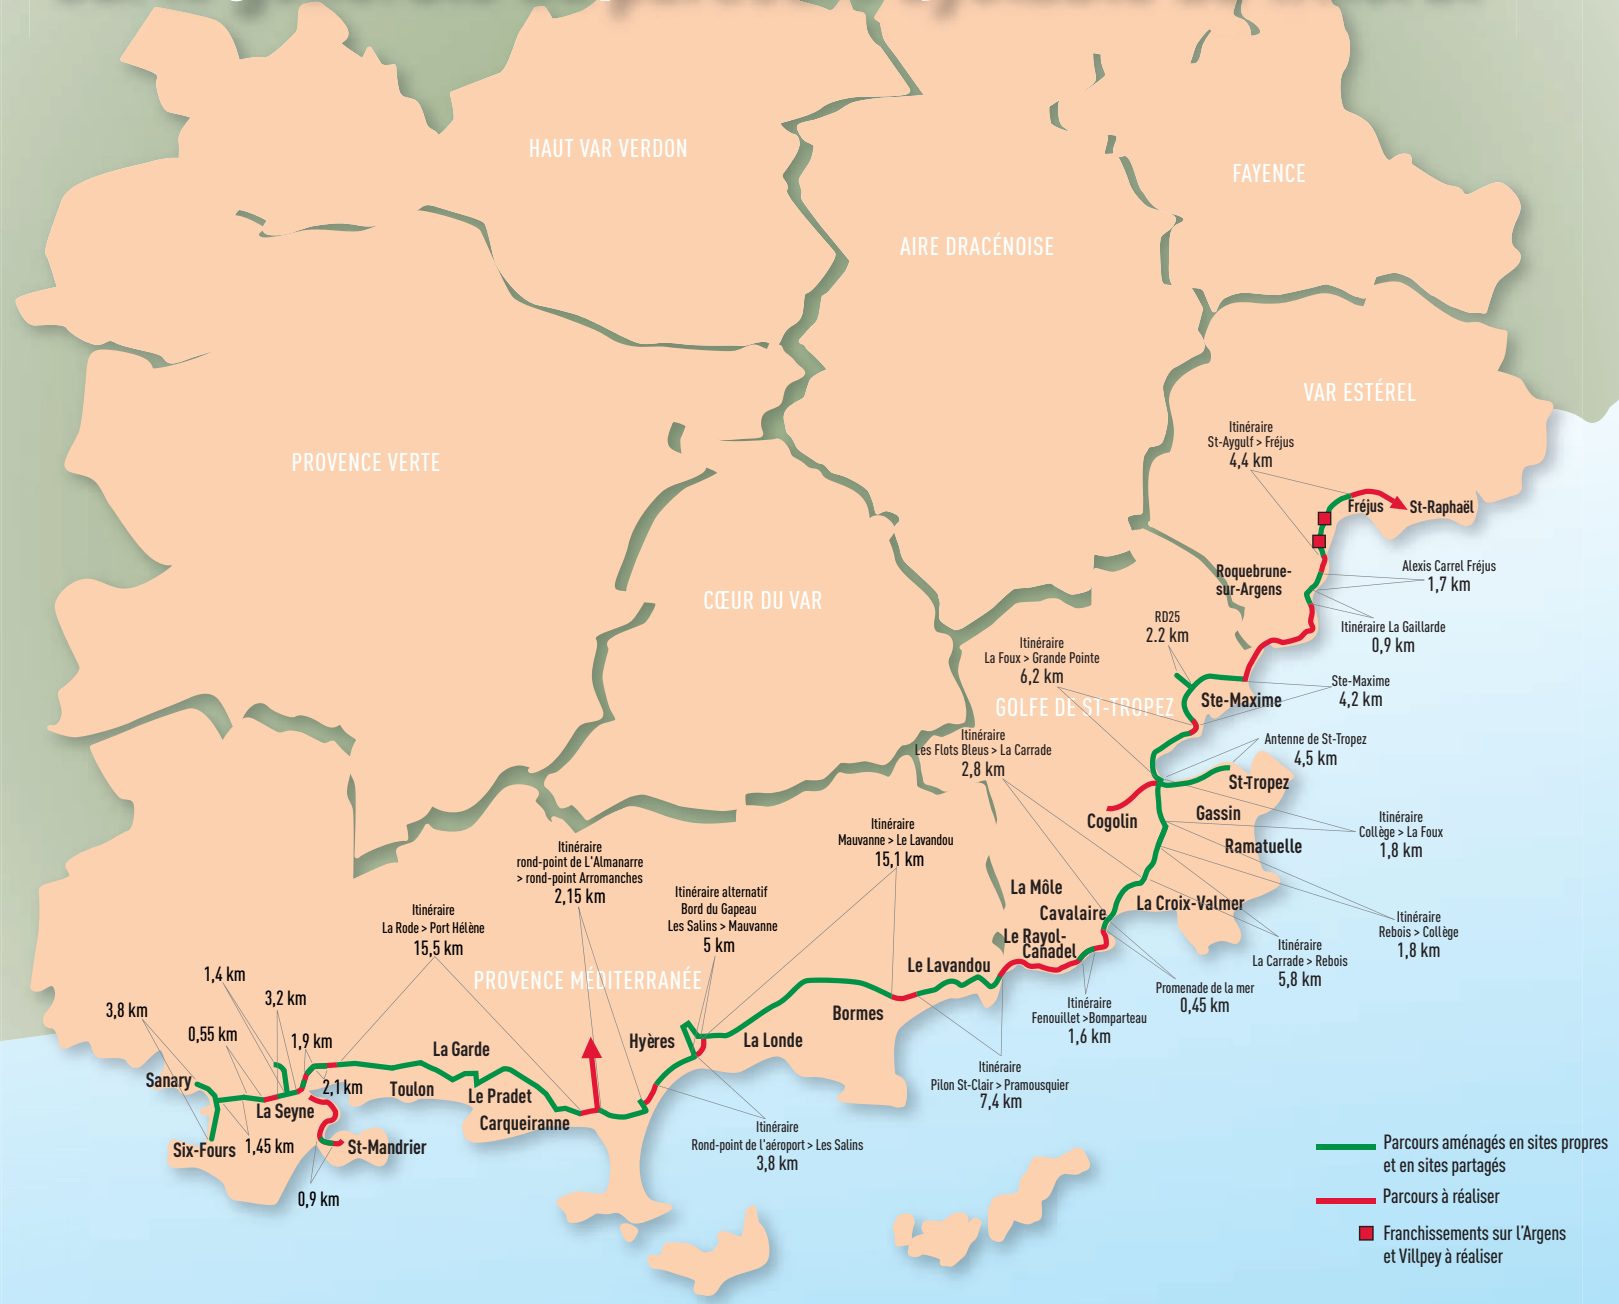 HAUT VAR VERDON
FAYENCE
AIRE DRACÉNOISE
VAR ESTÉREL
PROVENCE VERTE
CŒUR DU VAR
GOLFE DE ST-TROPEZ
PROVENCE MÉDITERRANÉE
Itinéraire
St-Aygulf > Fréjus
4,4 km
Fréjus
St-Raphaël
Roquebrune-
sur-Argens
Alexis Carrel Fréjus
1,7 km
Itinéraire La Gaillarde
0,9 km
RD25
2.2 km
Itinéraire
La Foux > Grande Pointe
6,2 km
Ste-Maxime
Ste-Maxime
4,2 km
Itinéraire
Les Flots Bleus > La Carrade
2,8 km
Antenne de St-Tropez
4,5 km
St-Tropez
Gassin
Cogolin
Ramatuelle
Itinéraire
Collège > La Foux
1,8 km
Itinéraire
Mauvanne > Le Lavandou
15,1 km
Itinéraire
rond-point de L'Almanarre
> rond-point Arromanches
2,15 km
Itinéraire alternatif
Bord du Gapeau
Les Salins > Mauvanne
5 km
Itinéraire
La Rode > Port Hélène
15,5 km
La Môle
Cavalaire
La Croix-Valmer
Le Rayol-
Canadel
Le Lavandou
Itinéraire
Rebois > Collège
1,8 km
Itinéraire
La Carrade > Rebois
5,8 km
Promenade de la mer
0,45 km
Itinéraire
Fenouillet >Bomparteau
1,6 km
Itinéraire
Pilon St-Clair > Pramousquier
7,4 km
Bormes
La Londe
Hyères
1,4 km
3,2 km
3,8 km
0,55 km
1,9 km
La Garde
Sanary
2,1 km
Toulon
Le Pradet
La Seyne
Carqueiranne
Six-Fours
1,45 km
St-Mandrier
0,9 km
Itinéraire
Rond-point de l'aéroport > Les Salins
3,8 km
Parcours aménagés en sites propres
et en sites partagés
Parcours à réaliser
Franchissements sur l'Argens
et Villpey à réaliser